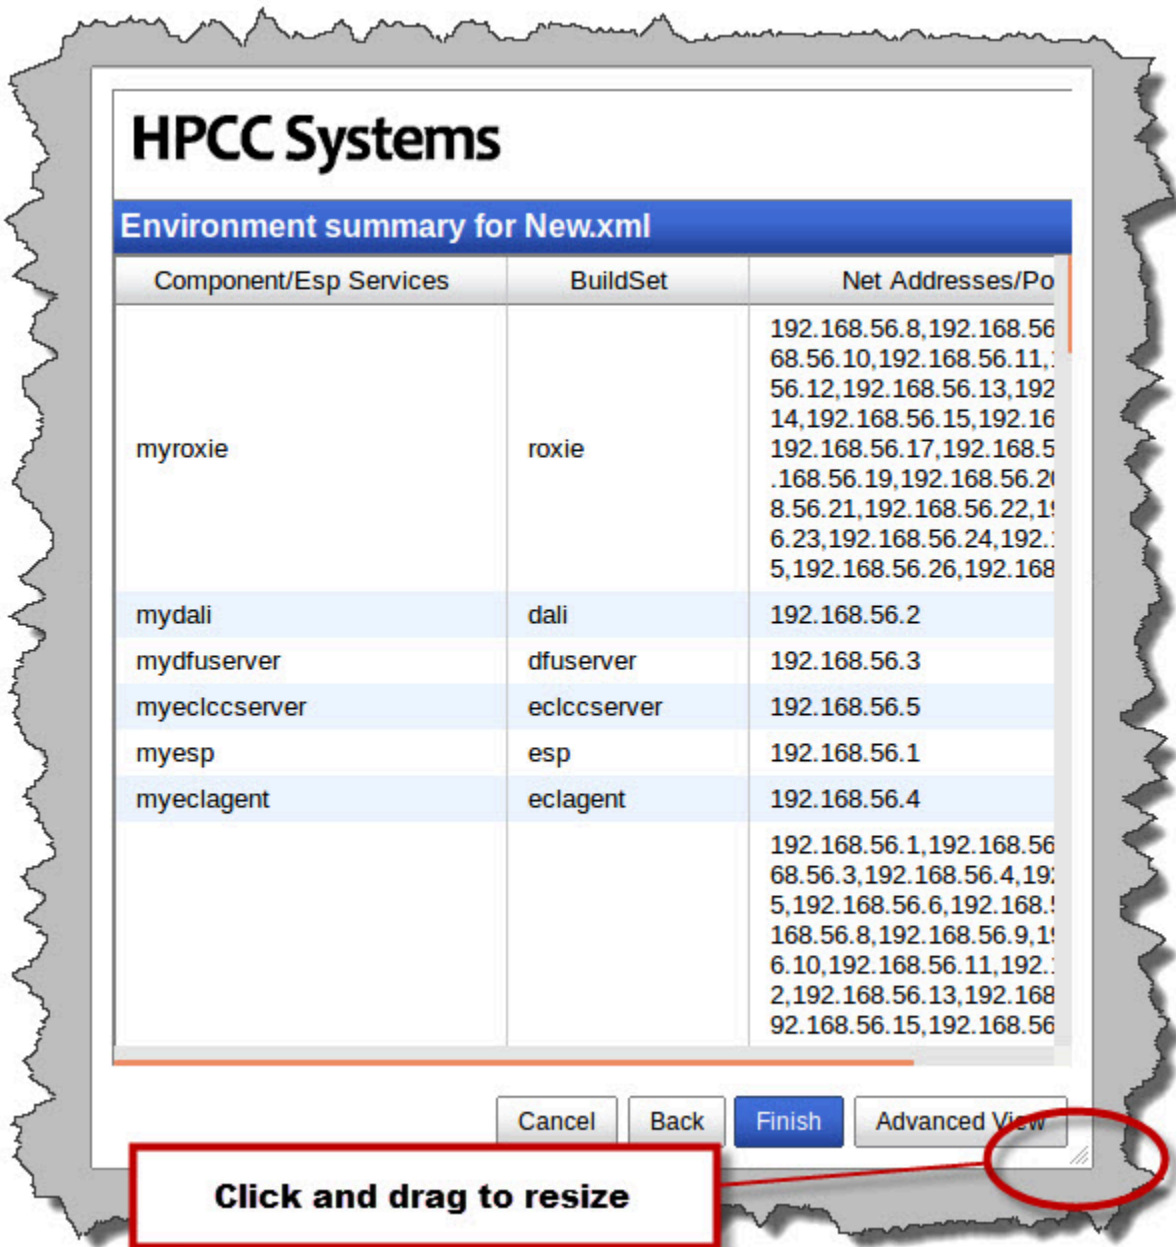 HPCC Systems
Environment summary for New.xml
Component/Esp Services BuildSet Net Addresses/Po
myroxie roxie 192.168.56.8,192.168.56
68.56.10,192.168.56.11,
56.12,192.168.56.13,192
14,192.168.56.15,192.16
192.168.56.17,192.168.5
.168.56.19,192.168.56.20
8.56.21,192.168.56.22,19
6.23,192.168.56.24,192.
5,192.168.56.26,192.168
mydali dali 192.168.56.2
mydfuserver dfuserver 192.168.56.3
myeclccserver eclccserver 192.168.56.5
myesp esp 192.168.56.1
myeclagent eclagent 192.168.56.4
192.168.56.1,192.168.56
68.56.3,192.168.56.4,192
5,192.168.56.6,192.168.
168.56.8,192.168.56.9,19
6.10,192.168.56.11,192.
2,192.168.56.13,192.168
92.168.56.15,192.168.56
Cancel Back Finish Advanced View
Click and drag to resize